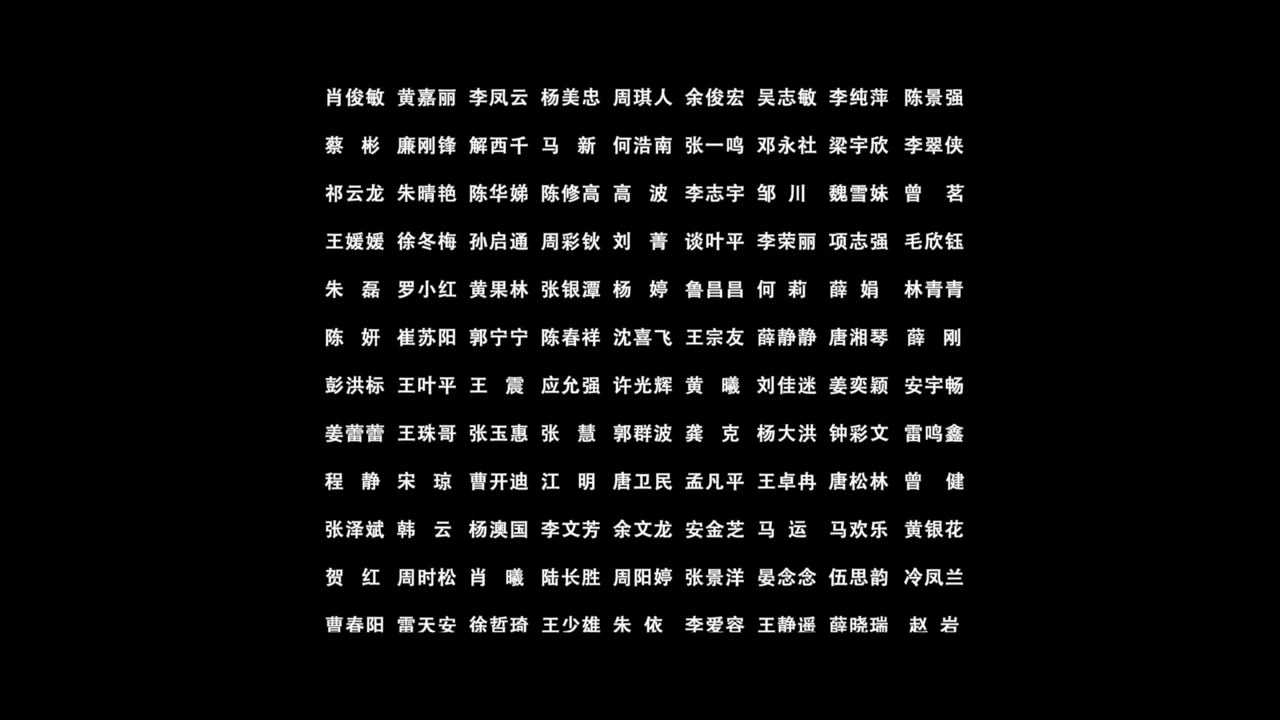 肖俊敏 黄嘉丽 李凤云 杨美忠 周琪人 余俊宏 吴志敏 李纯萍 陈景强
蔡 彬 廉刚锋 解西千 马 新 何浩南 张一鸣 邓永社 梁宇欣 李翠侠
祁云龙 朱晴艳 陈华娣 陈修高 高 波 李志宇 邹 川 魏雪妹 曾 茗
王媛媛 徐冬梅 孙启通 周彩钬 刘 菁 谈叶平 李荣丽 项志强 毛欣钰
朱 磊 罗小红 黄果林 张银潭 杨 婷 鲁昌昌 何 莉 薛 娟 林青青
陈 妍 崔苏阳 郭宁宁 陈春祥 沈喜飞 王宗友 薛静静 唐湘琴 薛 刚
彭洪标 王叶平 王 震 应允强 许光辉 黄 曦 刘佳迷 姜奕颖 安宇畅
姜蕾蕾 王珠哥 张玉惠 张 慧 郭群波 龚 克 杨大洪 钟彩文 雷鸣鑫
程 静 宋 琼 曹开迪 江 明 唐卫民 孟凡平 王卓冉 唐松林 曾 健
张泽斌 韩 云 杨澳国 李文芳 余文龙 安金芝 马 运 马欢乐 黄银花
贺 红 周时松 肖 曦 陆长胜 周阳婷 张景洋 晏念念 伍思韵 冷凤兰
曹春阳 雷天安 徐哲琦 王少雄 朱 依 李爱容 王静遥 薛晓瑞 赵 岩